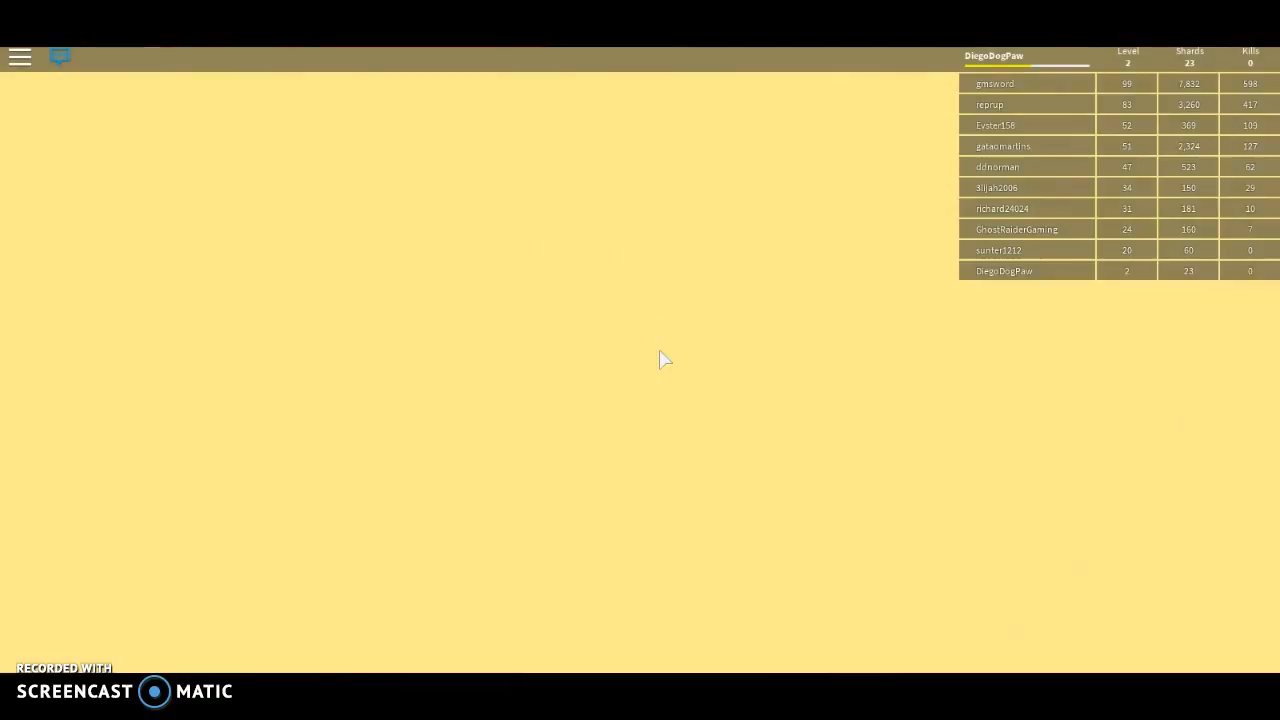 DiegoDogPaw Level Shards Kills
2 23 0
gmsword 99 7,832 598
reprup 83 3,260 417
Evster158 52 369 109
gataomartins 51 2,324 127
ddnorman 47 523 62
3lijah2006 34 150 29
richard24024 31 181 10
GhostRaiderGaming 24 160 7
sunter1212 20 60 0
DiegoDogPaw 2 23 0
RECORDED WITH
SCREENCAST MATIC